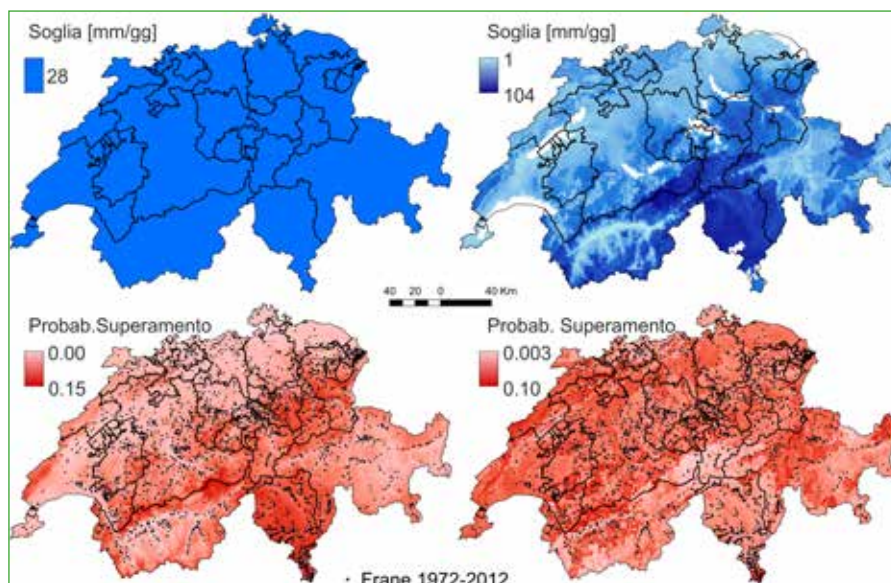 Soglia [mm/gg]
28
Soglia [mm/gg]
1
104
40 20 0 40 Km
Probab.Superamento
0.00
0.15
Probab. Superamento
0.003
0.10
Frane 1972-2012